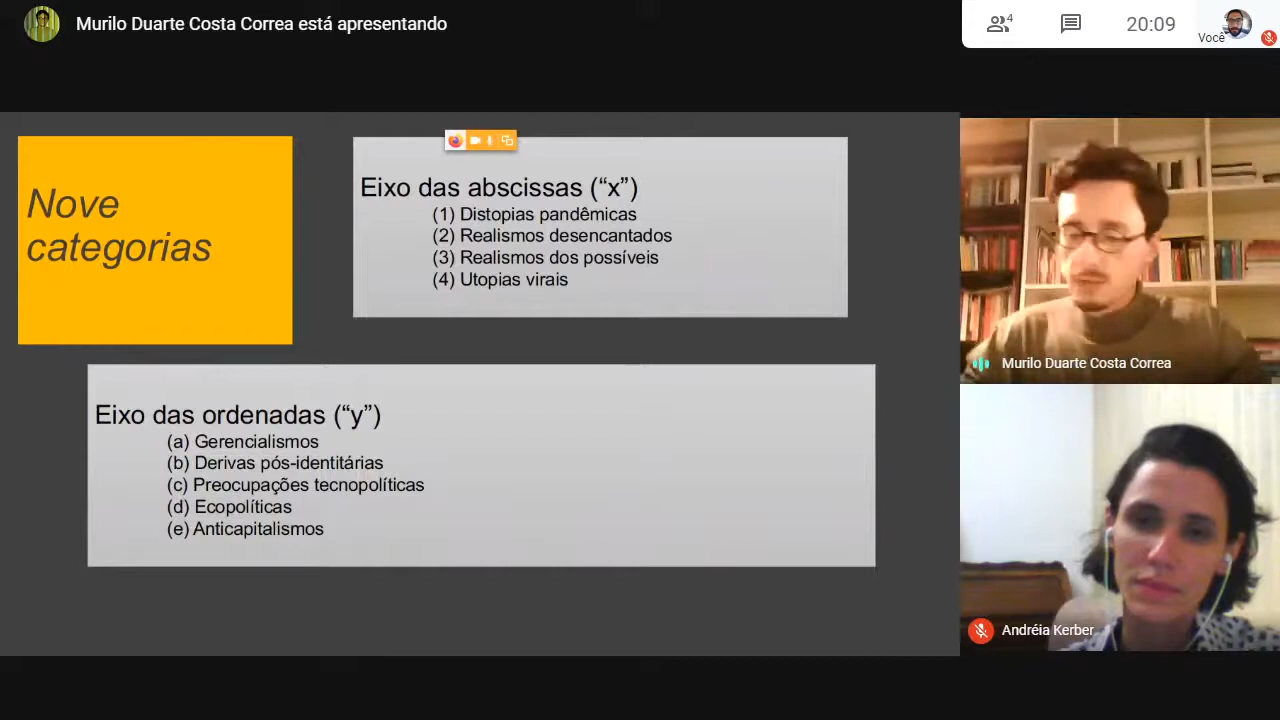 Murilo Duarte Costa Correa está apresentando
4
20:09
Você
Nove
categorias
Eixo das abscissas (“x”)
(1) Distopias pandêmicas
(2) Realismos desencantados
(3) Realismos dos possíveis
(4) Utopias virais
Eixo das ordenadas (“y”)
(a) Gerencialismos
(b) Derivas pós-identitárias
(c) Preocupações tecnopolíticas
(d) Ecopolíticas
(e) Anticapitalismos
Murilo Duarte Costa Correa
Andréia Kerber